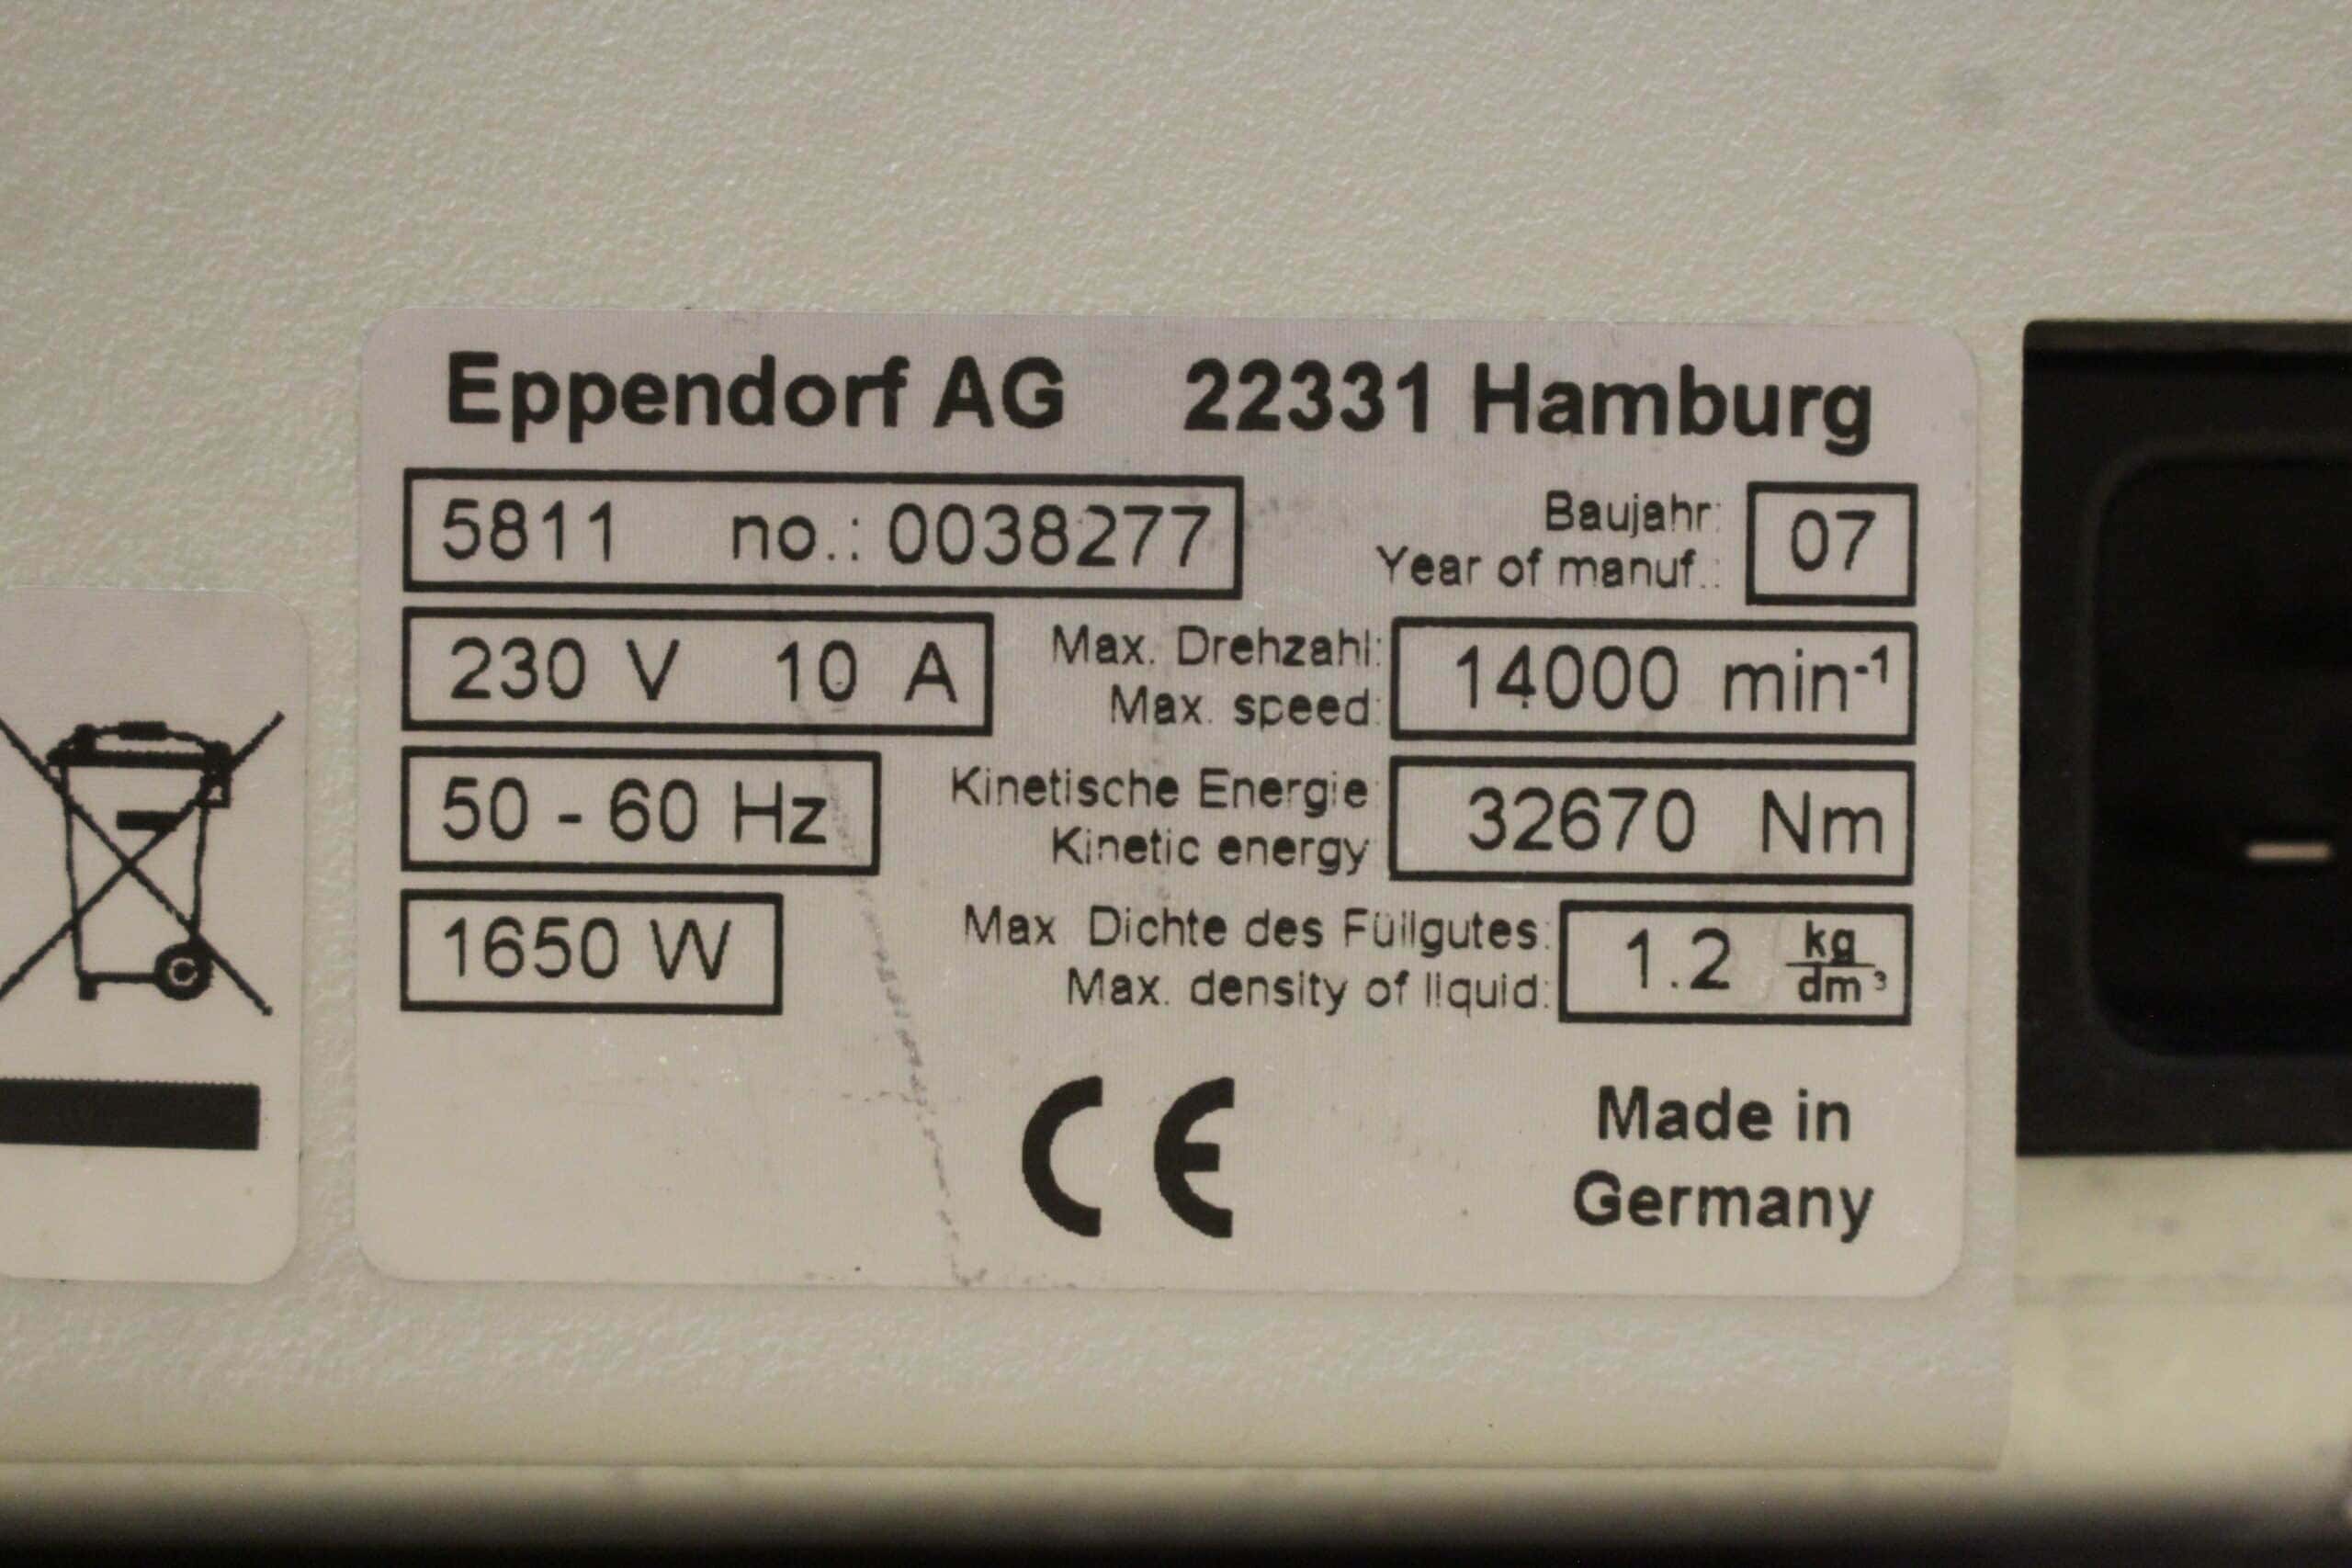 Eppendorf AG 22331 Hamburg
5811 no.: 0038277
Baujahr:
Year of manuf.:
07
230 V 10 A
Max. Drehzahl:
Max. speed:
14000 min-1
50 - 60 Hz
Kinetische Energie
Kinetic energy
32670 Nm
1650 W
Max Dichte des Füllgutes:
Max. density of liquid:
1.2 kg/dm³
CE
Made in
Germany